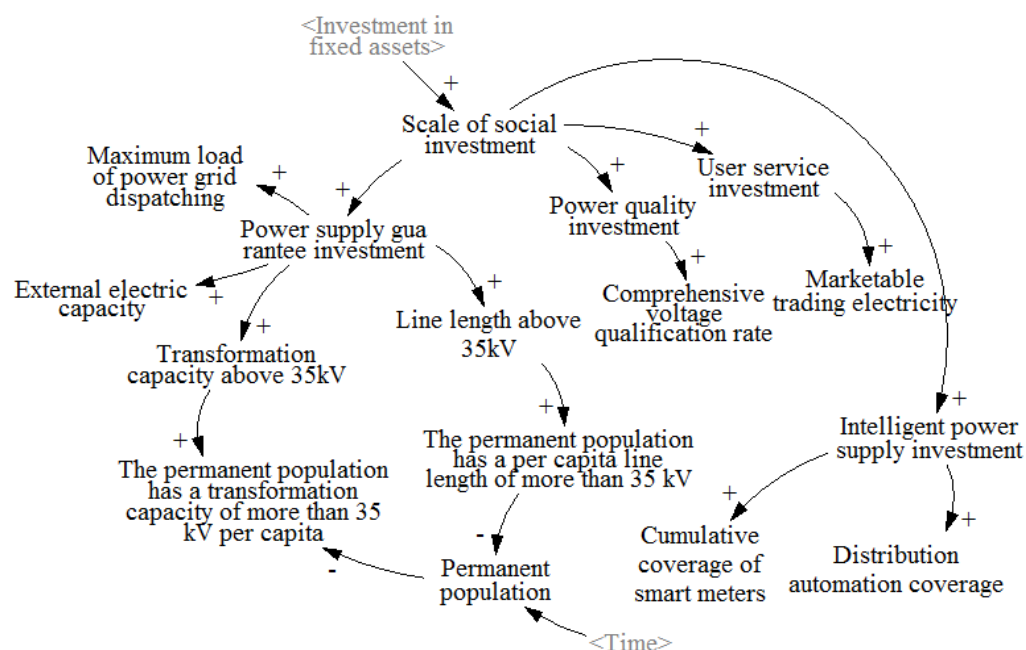 <Investment in
fixed assets>
+
Scale of social
investment
Maximum load
of power grid
dispatching
+
+
+
+
User service
investment
Power quality
investment
Power supply gua
rantee investment
+
+
External electric
capacity
+
+
Marketable
trading electricity
Comprehensive
voltage
qualification rate
Line length above
35kV
+
Transformation
capacity above 35kV
+
+
Intelligent power
supply investment
+
The permanent population
has a per capita line
length of more than 35 kV
The permanent population
has a transformation
capacity of more than 35
kV per capita
+
+
-
Cumulative
coverage of
smart meters
Distribution
automation coverage
-
Permanent
population
<Time>